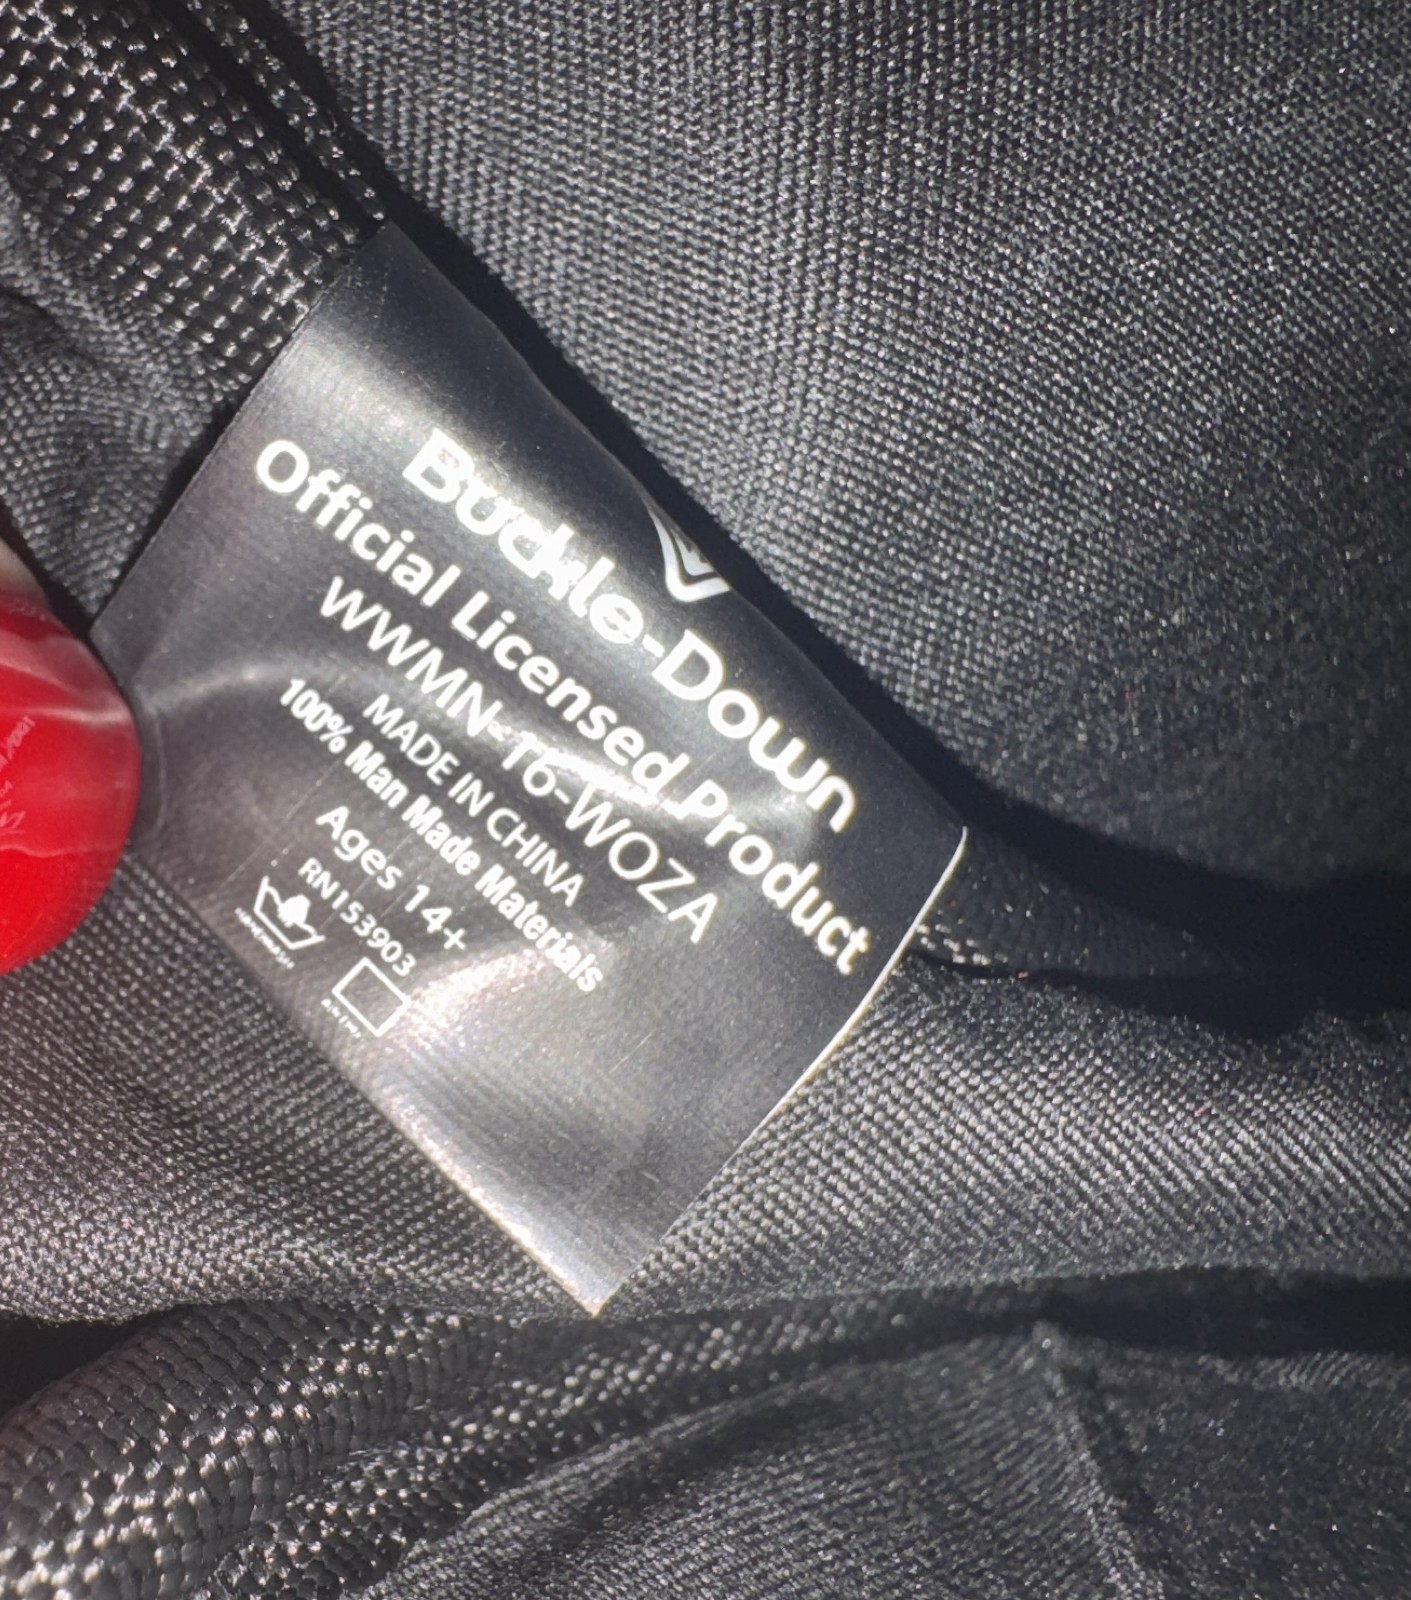 Buckle-Down
Official Licensed Product
WWMN-T6-WOZA
MADE IN CHINA
100% Man Made Materials
Ages 14+
RN153903